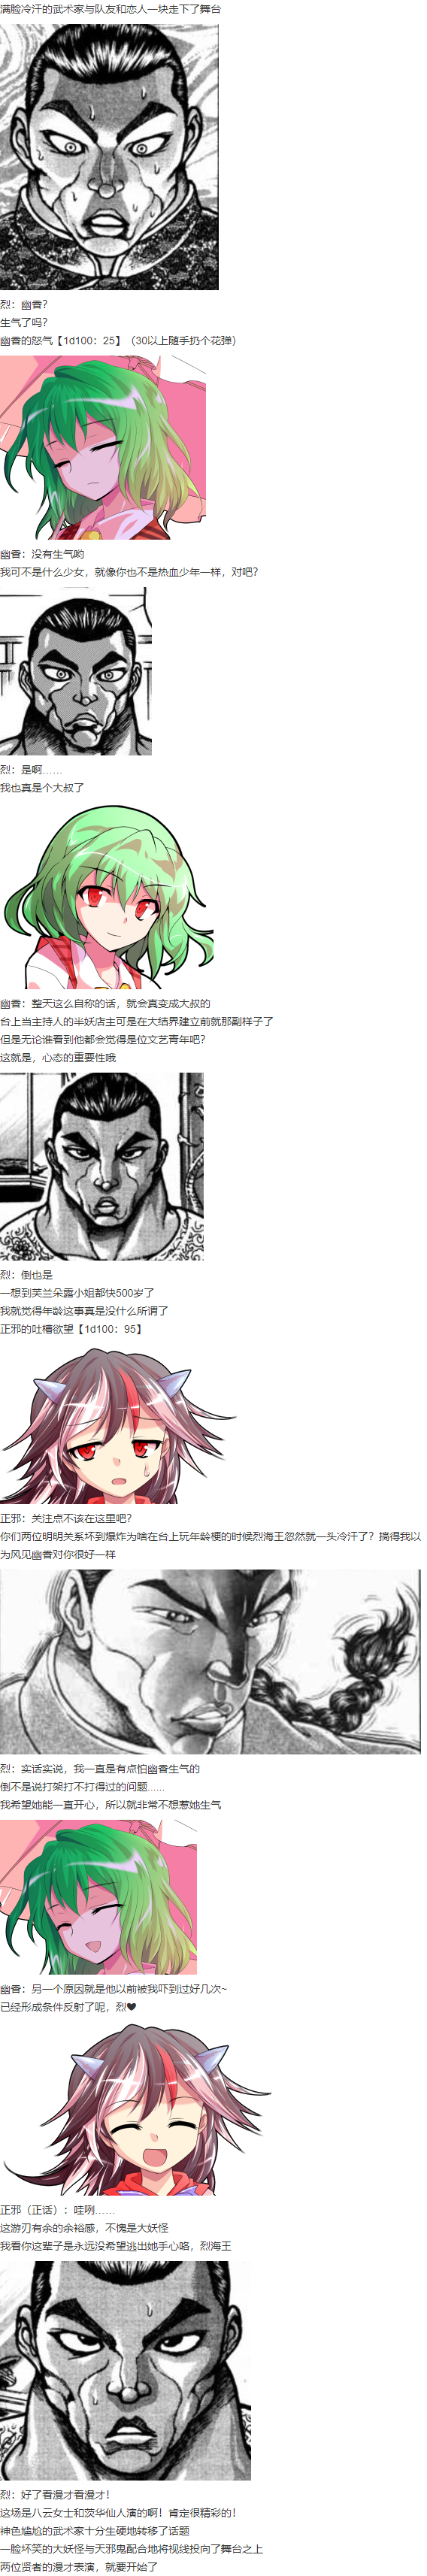 满脸冷汗的武术家与队友和恋人一块走下了舞台
烈：幽香？
生气了吗？
幽香的怒气【1d100：25】（30以上随手扔个花弹）
幽香：没有生气哟
我可不是什么少女，就像你也不是热血少年一样，对吧？
烈：是啊……
我也真是个大叔了
幽香：整天这么自称的话，就会真变成大叔的
台上当主持人的半妖店主可是在大结界建立前就那副样子了
但是无论谁看到他都会觉得是位文艺青年吧？
这就是，心态的重要性哦
烈：倒也是
一想到芙兰朵露小姐都快500岁了
我就觉得年龄这事真是没什么所谓了
正邪的吐槽欲望【1d100：95】
正邪：关注点不该在这里吧？
你们两位明明关系坏到爆炸为啥在台上玩年龄梗的时候烈海王忽然就一头冷汗了？搞得我以
为风见幽香对你很好一样
烈：实话实说，我一直是有点怕幽香生气的
倒不是说打架打不打得过的问题......
我希望她能一直开心，所以就非常不想惹她生气
幽香：另一个原因就是他以前被我吓到过好几次~
已经形成条件反射了呢，烈❤
正邪（正话）：哇咧……
这游刃有余的余裕感，不愧是大妖怪
我看你这辈子是永远没希望逃出她手心咯，烈海王
烈：好了看漫才看漫才！
这场是八云女士和茨华仙人演的啊！肯定很精彩的！
神色尴尬的武术家十分生硬地转移了话题
一脸坏笑的大妖怪与天邪鬼配合地将视线投向了舞台之上
两位贤者的漫才表演，就要开始了